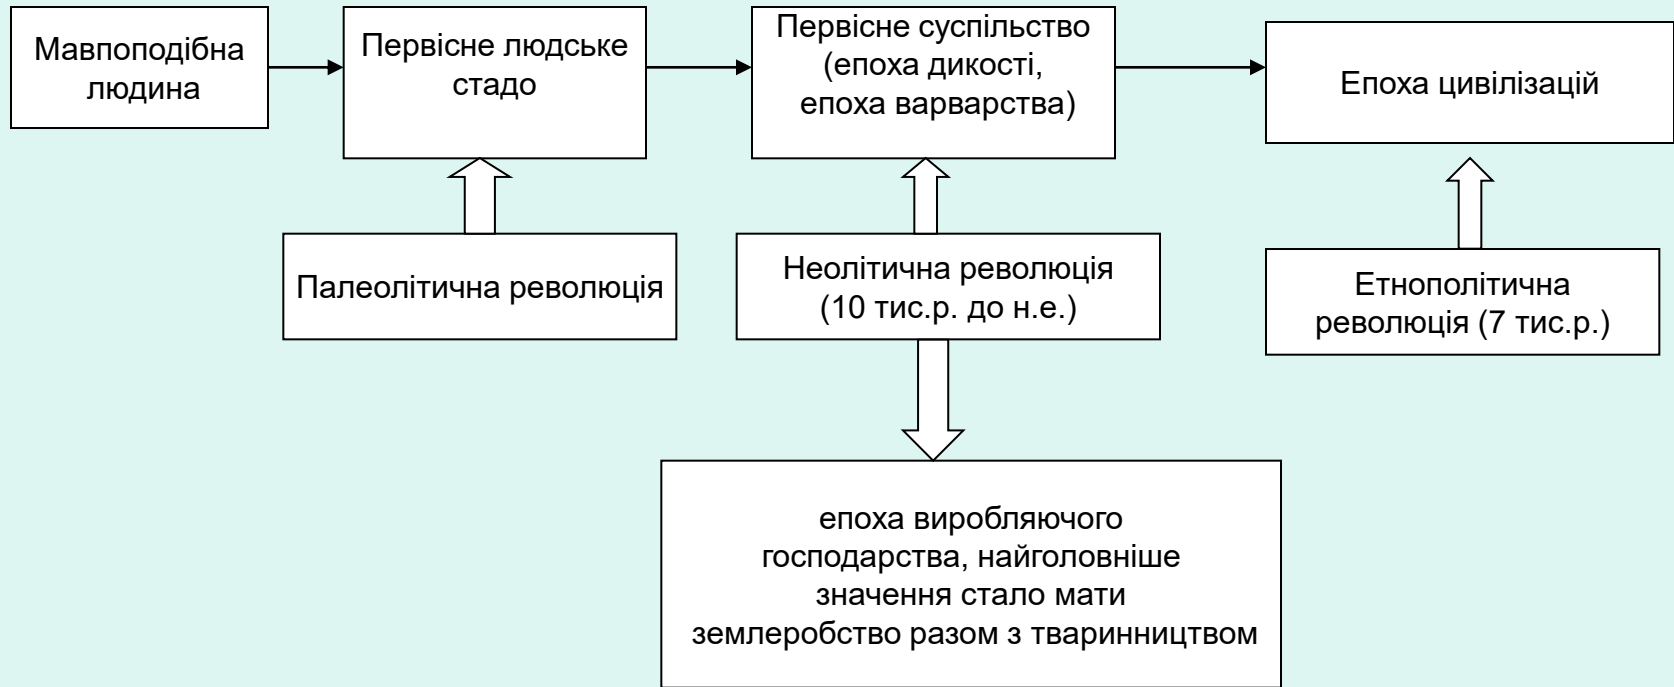 Мавпоподібна
людина
Первісне людське
стадо
Первісне суспільство
(епоха дикості,
епоха варварства)
Епоха цивілізацій
Палеолітична революція
Неолітична революція
(10 тис.р. до н.е.)
Етнополітична
революція (7 тис.р.)
епоха виробляючого
господарства, найголовніше
значення стало мати
землеробство разом з тваринництвом